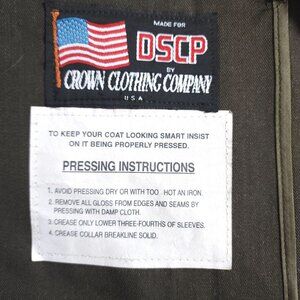 MADE FOR
DSCP
BY
CROWN CLOTHING COMPANY
USA
TO KEEP YOUR COAT LOOKING SMART INSIST
ON IT BEING PROPERLY PRESSED.
PRESSING INSTRUCTIONS
1. AVOID PRESSING DRY OR WITH TOO . HOT AN IRON.
2. REMOVE ALL GLOSS FROM EDGES AND SEAMS BY
PRESSING WITH DAMP CLOTH.
3. CREASE ONLY LOWER THREE-FOURTHS OF SLEEVES.
4. CREASE COLLAR BREAKLINE SOLID.